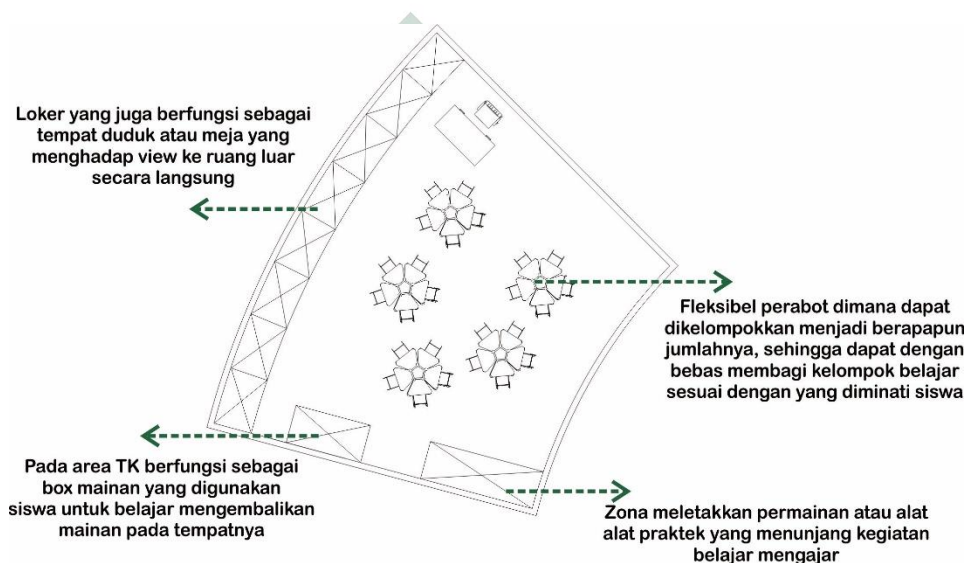 Loker yang juga berfungsi sebagai
tempat duduk atau meja yang
menghadap view ke ruang luar
secara langsung
Fleksibel perabot dimana dapat
dikelompokkan menjadi berapapun
jumlahnya, sehingga dapat dengan
bebas membagi kelompok belajar
sesuai dengan yang diminati siswa
Pada area TK berfungsi sebagai
box mainan yang digunakan
siswa untuk belajar mengembalikan
mainan pada tempatnya
Zona meletakkan permainan atau alat
alat praktek yang menunjang kegiatan
belajar mengajar